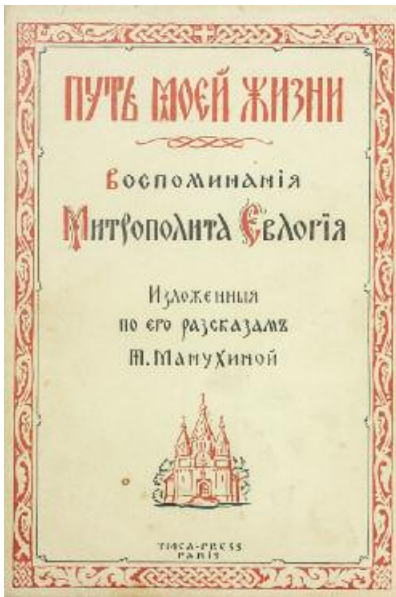 Путь моей жизни
Воспоминанія
Митрополита Евлогія
Изложенныя
по его разсказамъ
Т. Манухиной
YMCA-PRESS
PARIS